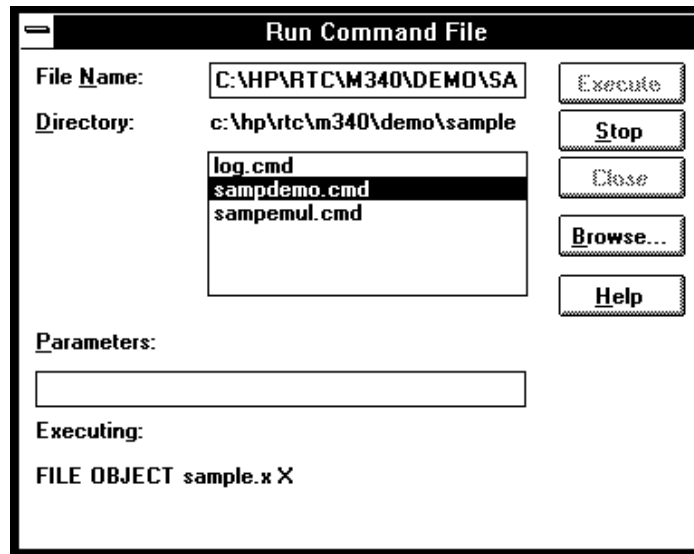 Run Command File
File Name: C:\HP\RTC\M340\DEMO\SA Execute
Directory: c:\hp\rtc\m340\demo\sample Stop
log.cmd
sampdemo.cmd Close
sampemul.cmd
Browse...
Help
Parameters:
Executing:
FILE OBJECT sample.x X